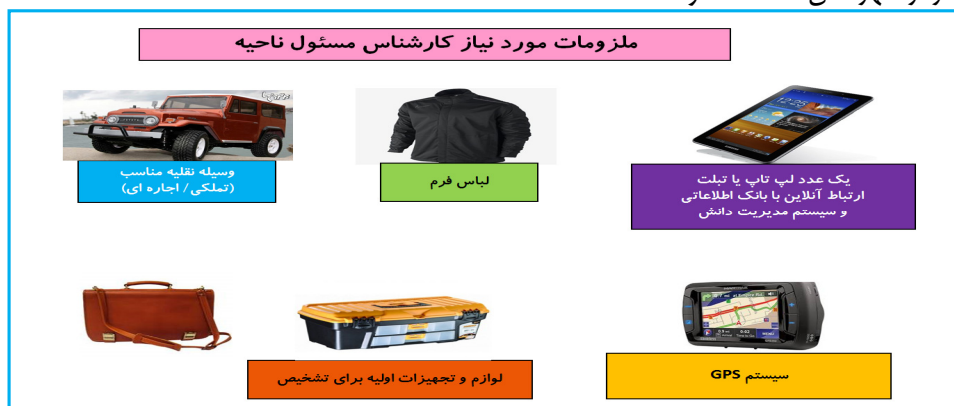 ملزومات مورد نیاز کارشناس مسئول ناحیه
یک عدد لپ تاپ یا تبلت
ارتباط آنلاین با بانک اطلاعاتی
و سیستم مدیریت دانش
لباس فرم
وسیله نقلیه مناسب
(تملکی/ اجاره ای)
سیستم GPS
لوازم و تجهیزات اولیه برای تشخیص